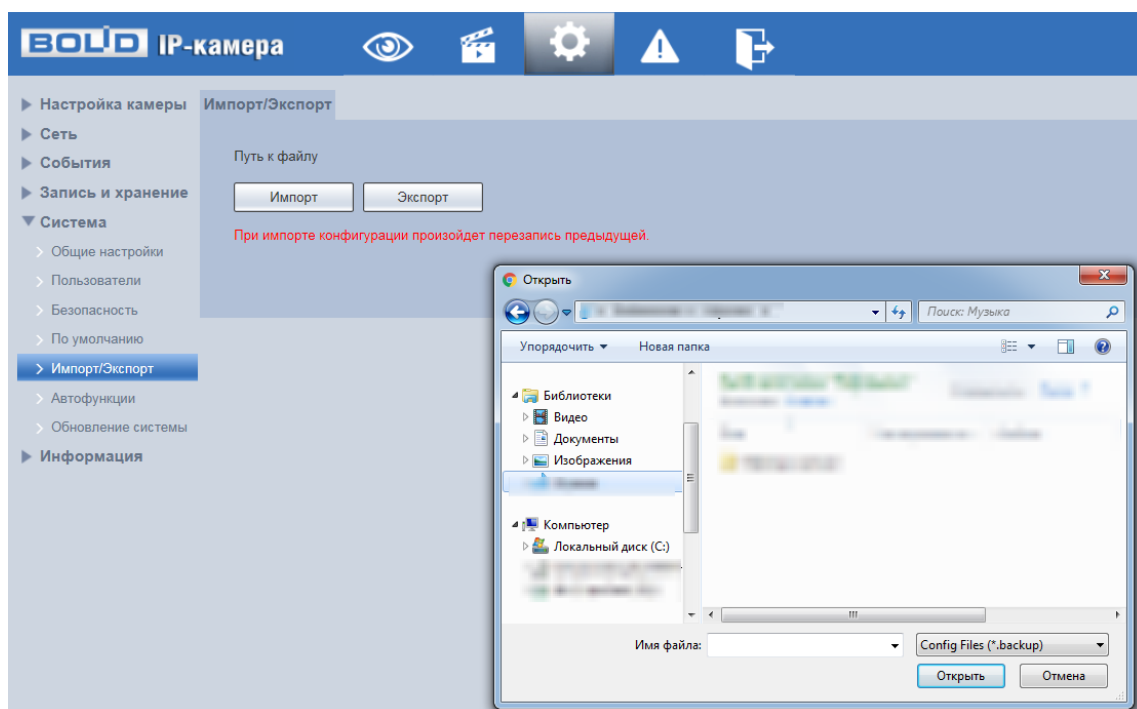 BOLID IP-камера
Настройка камеры
Сеть
События
Запись и хранение
Система
Общие настройки
Пользователи
Безопасность
По умолчанию
Импорт/Экспорт
Автофункции
Обновление системы
Информация
Импорт/Экспорт
Путь к файлу
Импорт Экспорт
При импорте конфигурации произойдет перезапись предыдущей.
Открыть
Поиск: Музыка
Упорядочить Новая папка
Библиотеки
Видео
Документы
Изображения
Компьютер
Локальный диск (C:)
Имя файла: Config Files (*.backup)
Открыть Отмена